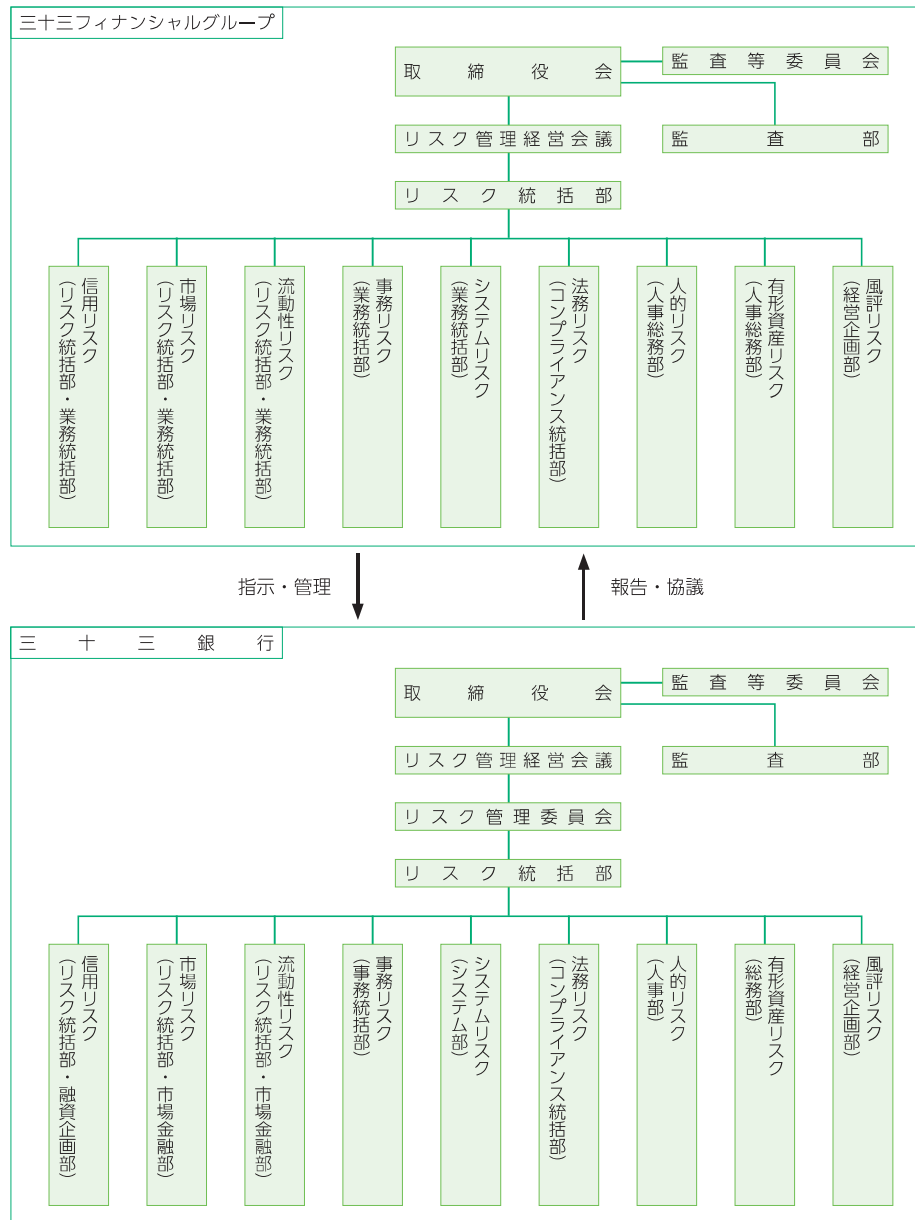 三十三フィナンシャルグループ
取締役会
監査等委員会
監査部
リスク管理経営会議
リスク統括部
信用リスク
(リスク統括部・業務統括部)
市場リスク
(リスク統括部・業務統括部)
流動性リスク
(リスク統括部・業務統括部)
事務リスク
(業務統括部)
システムリスク
(業務統括部)
法務リスク
(コンプライアンス統括部)
人的リスク
(人事総務部)
有形資産リスク
(人事総務部)
風評リスク
(経営企画部)
指示・管理
報告・協議
三十三銀行
取締役会
監査等委員会
監査部
リスク管理経営会議
リスク管理委員会
リスク統括部
信用リスク
(リスク統括部・融資企画部)
市場リスク
(リスク統括部・市場金融部)
流動性リスク
(リスク統括部・市場金融部)
事務リスク
(事務統括部)
システムリスク
(システム部)
法務リスク
(コンプライアンス統括部)
人的リスク
(人事部)
有形資産リスク
(総務部)
風評リスク
(経営企画部)